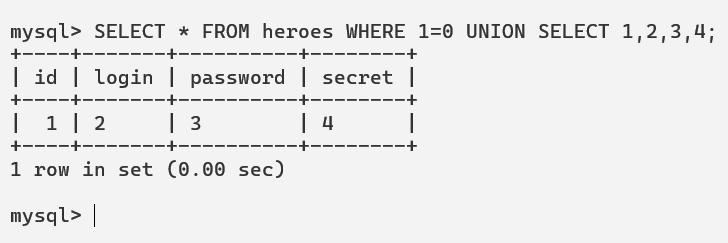 mysql> SELECT * FROM heroes WHERE 1=0 UNION SELECT 1,2,3,4;
+----+-------+----------+--------+
| id | login | password | secret |
+----+-------+----------+--------+
|  1 | 2     | 3        | 4      |
+----+-------+----------+--------+
1 row in set (0.00 sec)
mysql>